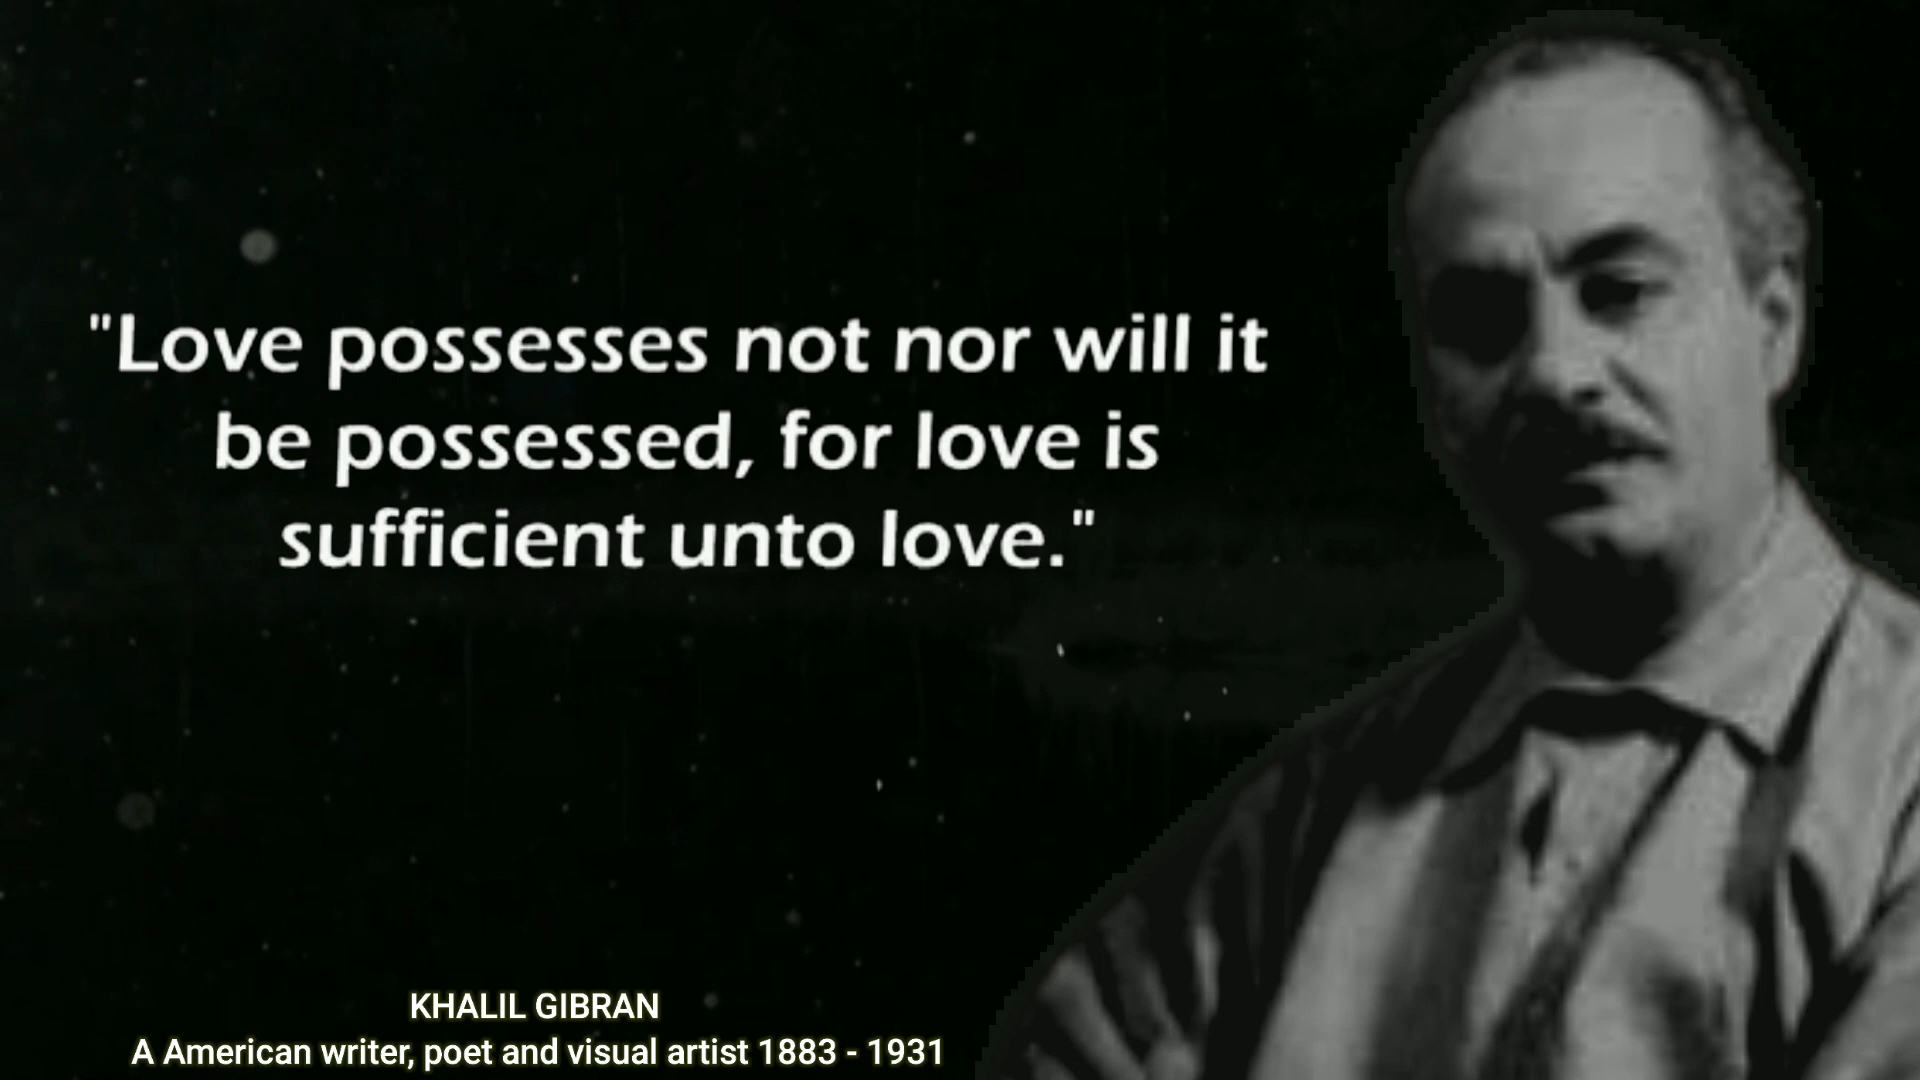 "Love possesses not nor will it
be possessed, for love is
sufficient unto love."
KHALIL GIBRAN
A American writer, poet and visual artist 1883 - 1931